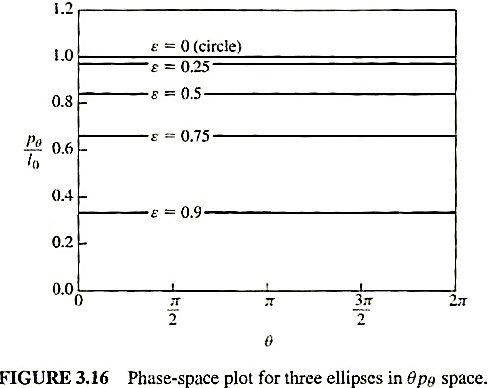 1.2
1.0
ε = 0 (circle)
ε = 0.25
0.8
ε = 0.5
pθ
l0
0.6
ε = 0.75
0.4
ε = 0.9
0.2
0.0
0
π
2
π
3π
2
2π
θ
FIGURE 3.16 Phase-space plot for three ellipses in θpθ space.